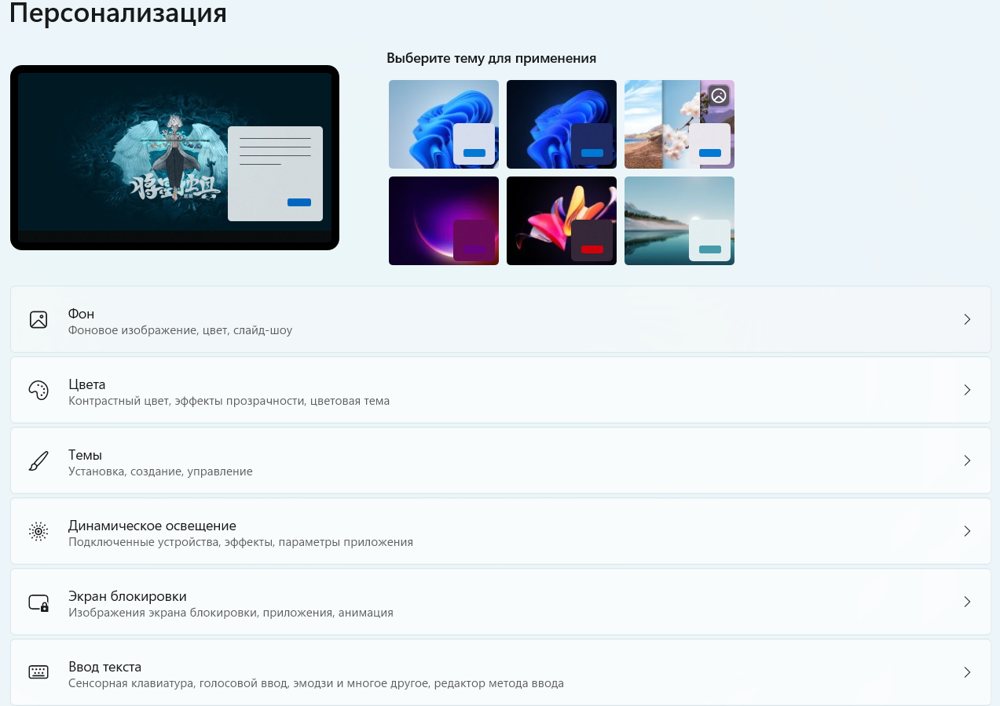 Персонализация
Выберите тему для применения
Фон
Фоновое изображение, цвет, слайд-шоу
Цвета
Контрастный цвет, эффекты прозрачности, цветовая тема
Темы
Установка, создание, управление
Динамическое освещение
Подключенные устройства, эффекты, параметры приложения
Экран блокировки
Изображения экрана блокировки, приложения, анимация
Ввод текста
Сенсорная клавиатура, голосовой ввод, эмодзи и многое другое, редактор метода ввода